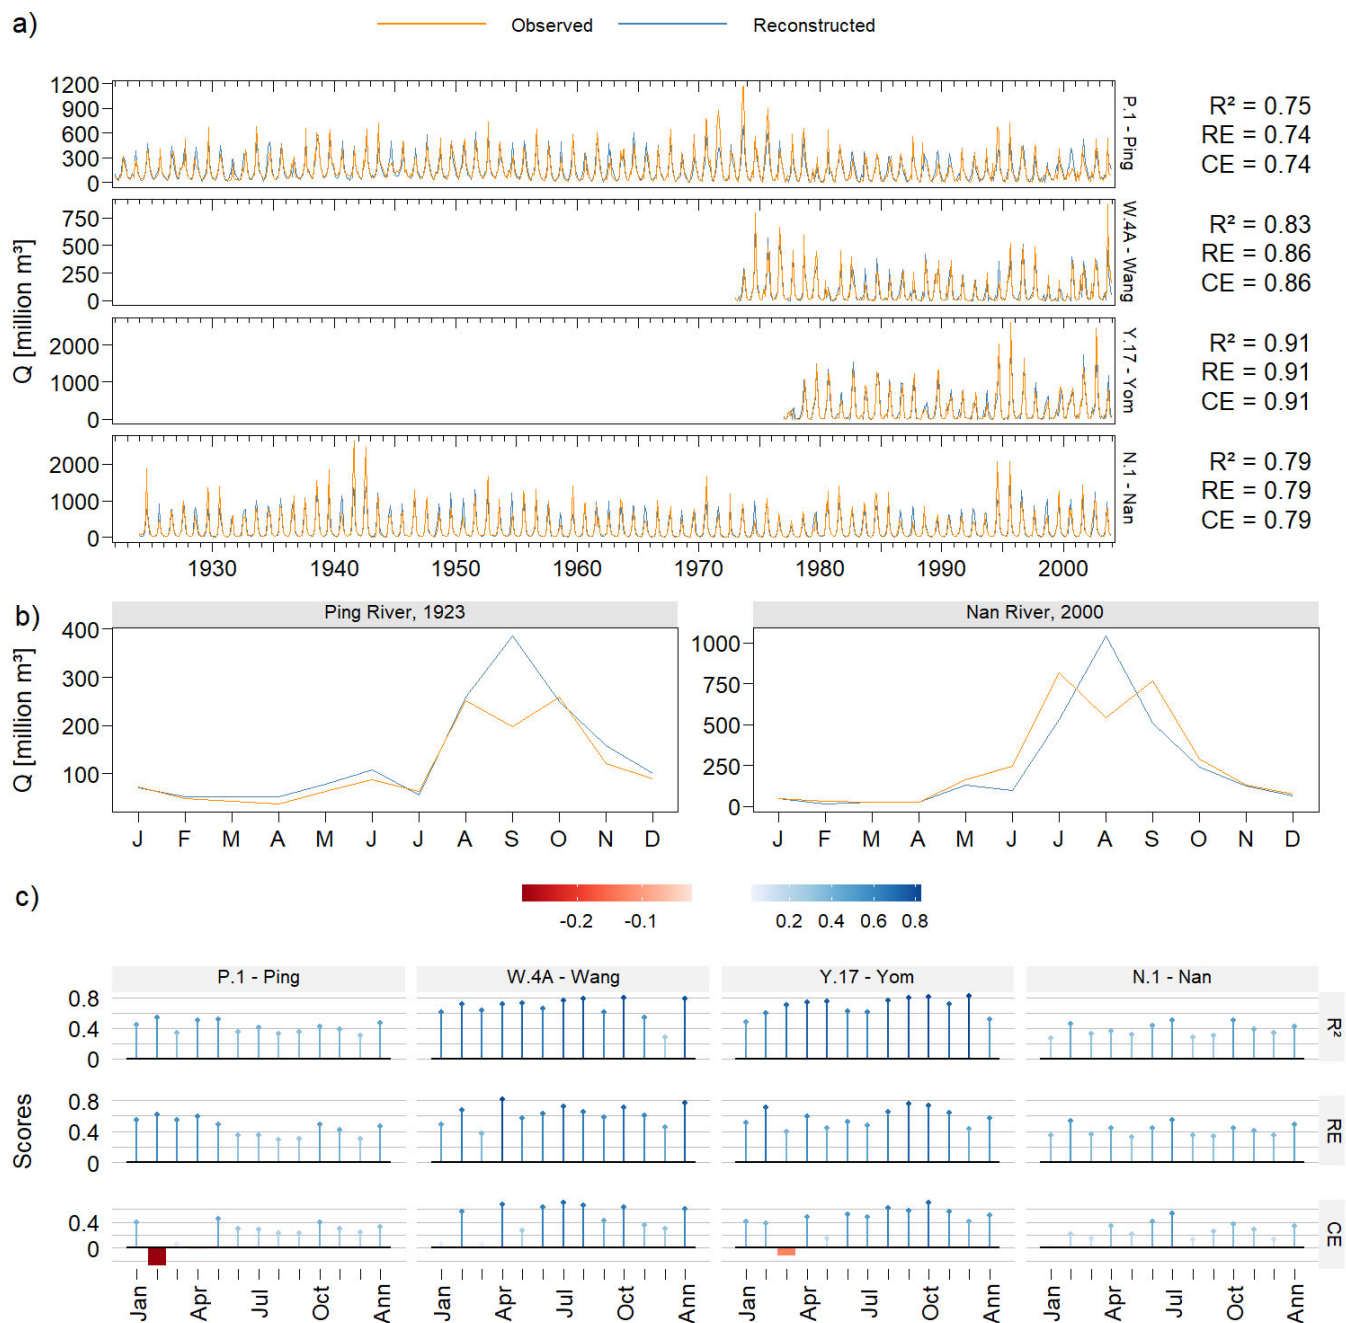 a)
Observed
Reconstructed
Q [million m³]
1200
900
600
300
0
P.1 - Ping
R² = 0.75
RE = 0.74
CE = 0.74
750
500
250
0
W.4A - Wang
R² = 0.83
RE = 0.86
CE = 0.86
2000
1000
0
Y.17 - Yom
R² = 0.91
RE = 0.91
CE = 0.91
2000
1000
0
N.1 - Nan
R² = 0.79
RE = 0.79
CE = 0.79
1930 1940 1950 1960 1970 1980 1990 2000
b)
Ping River, 1923
Nan River, 2000
Q [million m³]
400
300
200
100
J F M A M J J A S O N D
1000
750
500
250
0
J F M A M J J A S O N D
c)
-0.2 -0.1
0.2 0.4 0.6 0.8
P.1 - Ping
W.4A - Wang
Y.17 - Yom
N.1 - Nan
Scores
0.8
0.4
0
R²
0.8
0.4
0
RE
0.4
0
CE
Jan Apr Jul Oct Ann
Jan Apr Jul Oct Ann
Jan Apr Jul Oct Ann
Jan Apr Jul Oct Ann